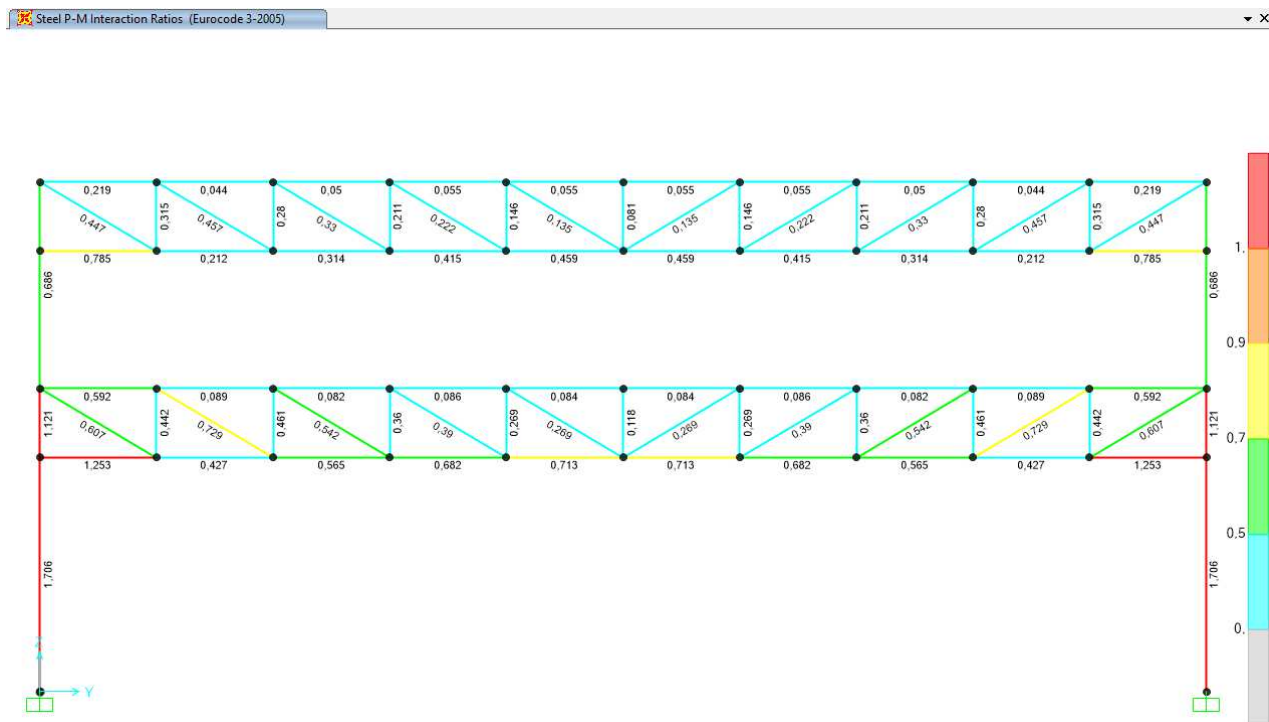 Steel P-M Interaction Ratios (Eurocode 3-2005)
0,219 0,044 0,05 0,055 0,055 0,055 0,055 0,05 0,044 0,219
0,447 0,315 0,457 0,28 0,33 0,211 0,222 0,146 0,135 0,081 0,135 0,146 0,222 0,211 0,33 0,28 0,457 0,315 0,447
1,
0,785 0,212 0,314 0,415 0,459 0,459 0,415 0,314 0,212 0,785
0,686 0,686
0.9
0,592 0,089 0,082 0,086 0,084 0,084 0,086 0,082 0,089 0,592
1,121 0,607 0,442 0,729 0,461 0,542 0,36 0,39 0,269 0,269 0,118 0,269 0,269 0,39 0,36 0,542 0,461 0,729 0,442 0,607 1,121
0.7
1,253 0,427 0,565 0,682 0,713 0,713 0,682 0,565 0,427 1,253
0.5
1,706 1,706
0.
Z
Y